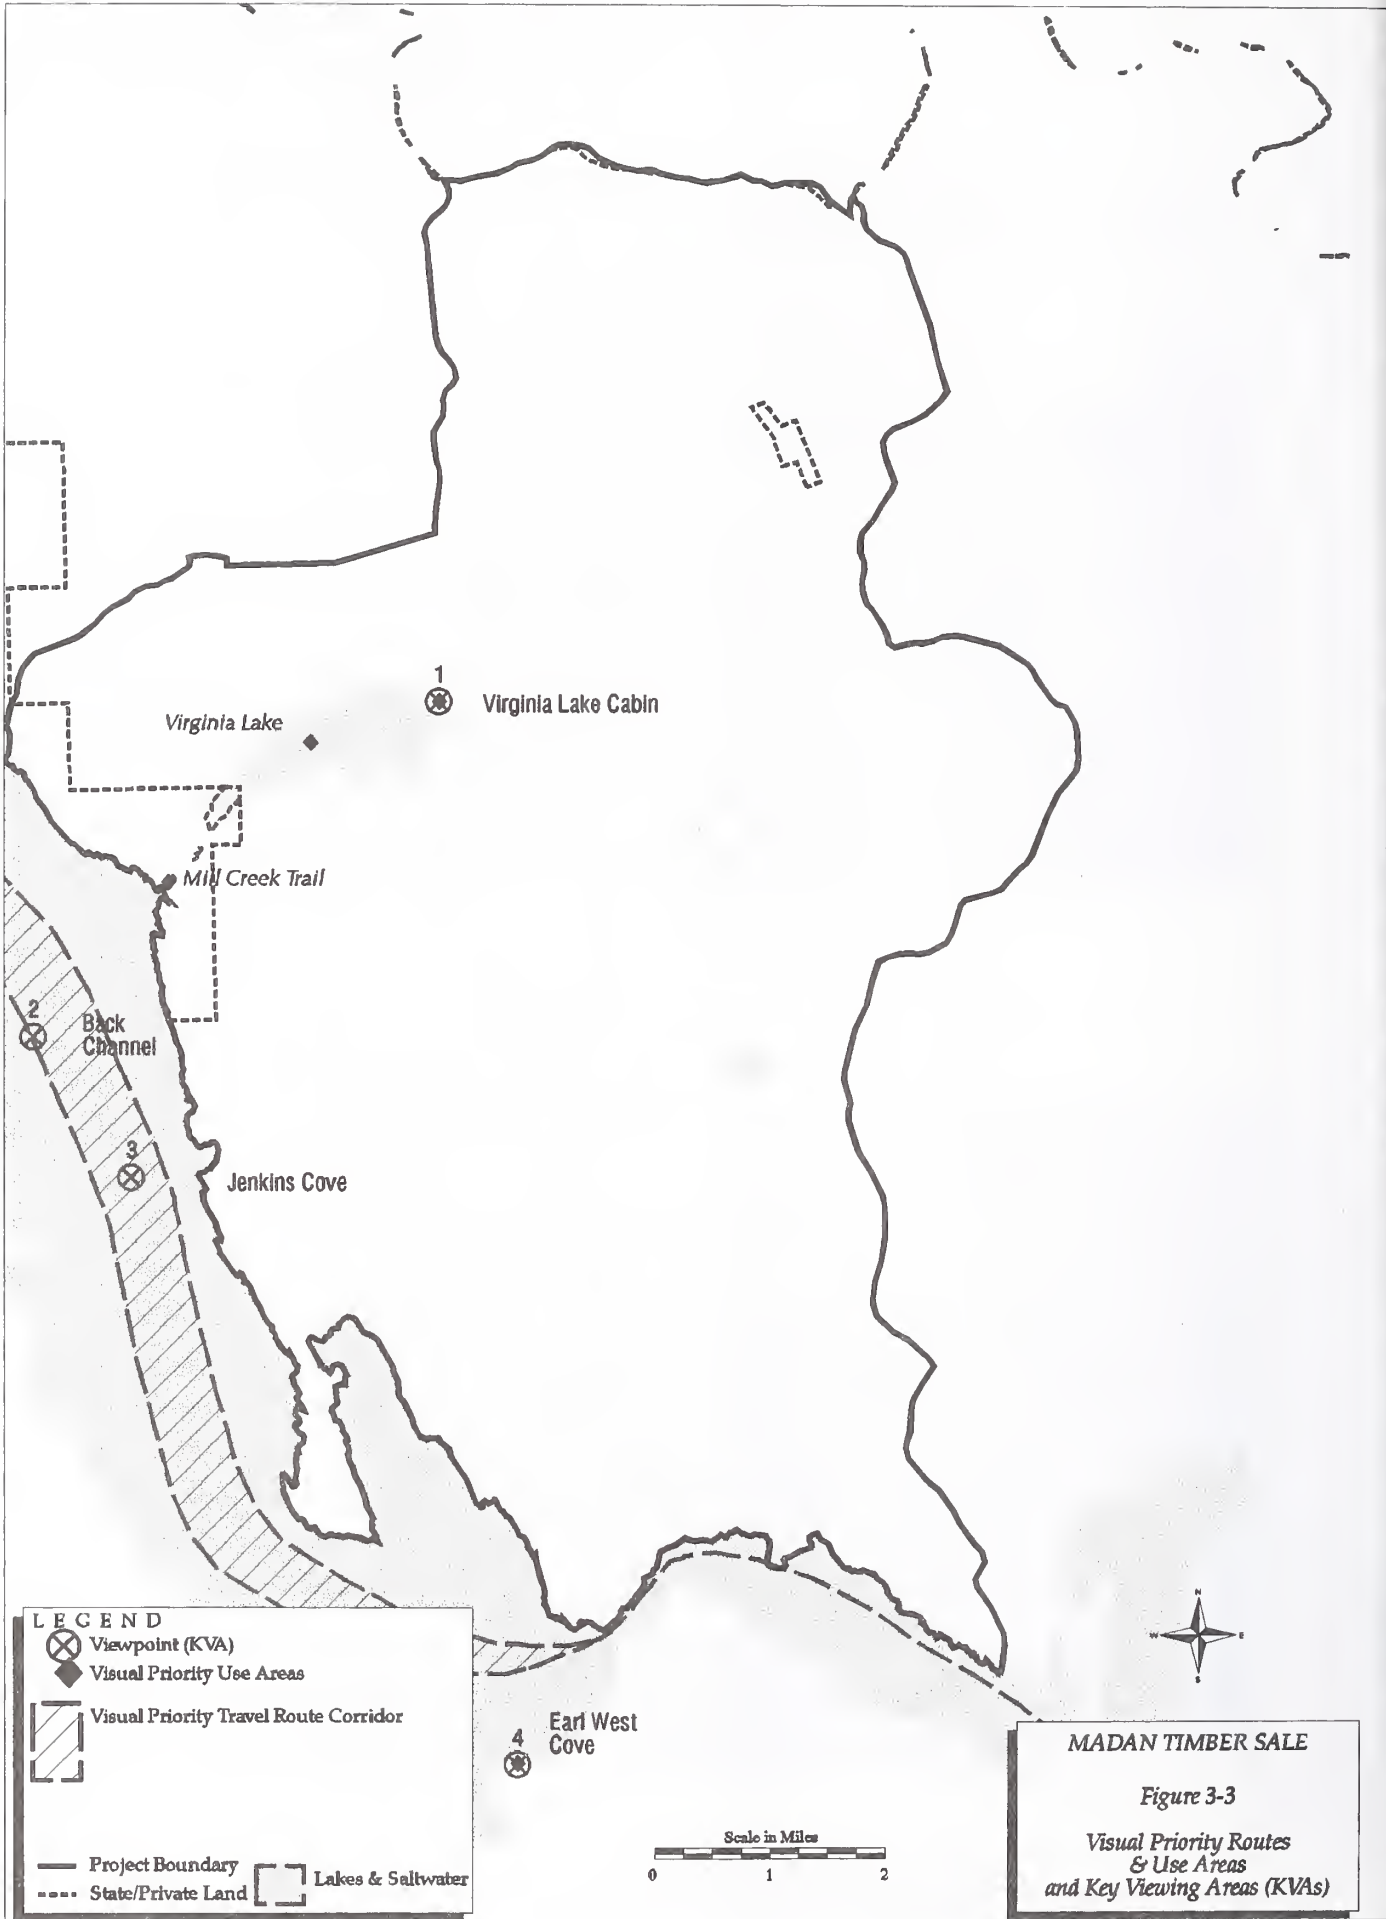 1
Virginia Lake Cabin
Virginia Lake
Mill Creek Trail
2
Back
Channel
3
Jenkins Cove
4
Earl West
Cove
LEGEND
Viewpoint (KVA)
Visual Priority Use Areas
Visual Priority Travel Route Corridor
Project Boundary
State/Private Land
Lakes & Saltwater
Scale in Miles
0 1 2
N
W E
S
MADAN TIMBER SALE
Figure 3-3
Visual Priority Routes
& Use Areas
and Key Viewing Areas (KVAs)